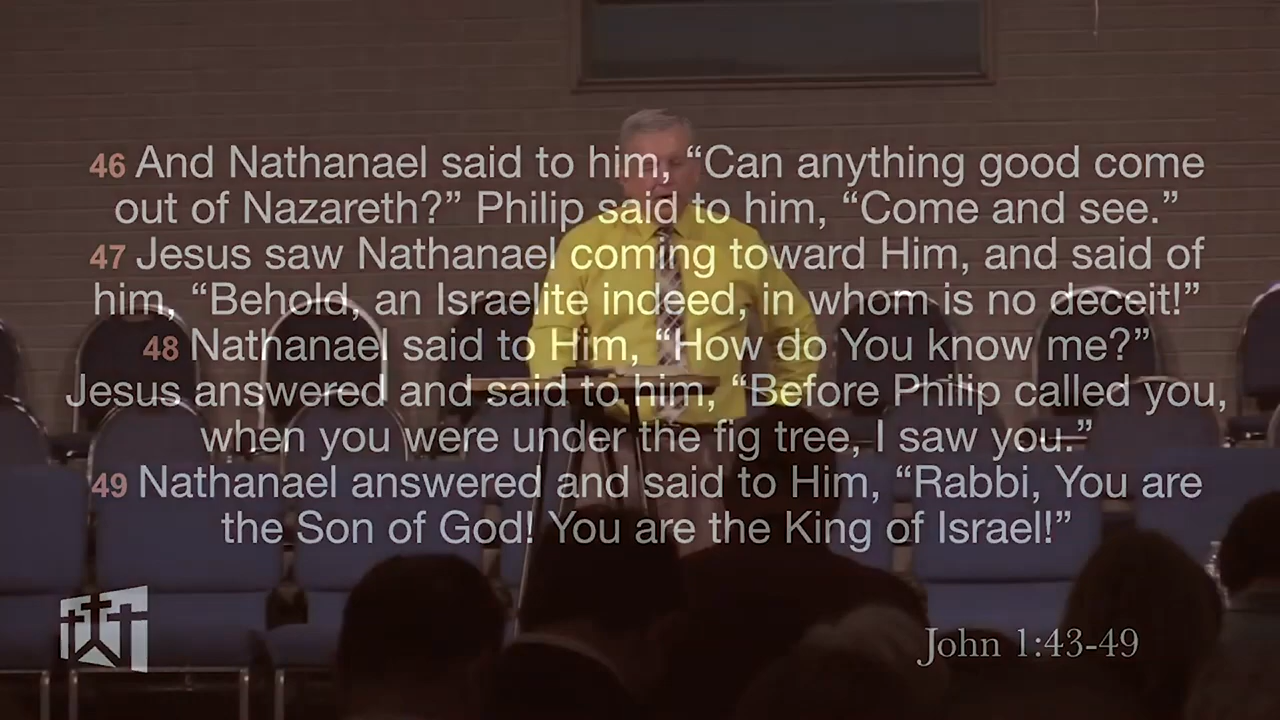 46 And Nathanael said to him, “Can anything good come
out of Nazareth?” Philip said to him, “Come and see.”
47 Jesus saw Nathanael coming toward Him, and said of
him, “Behold, an Israelite indeed, in whom is no deceit!”
48 Nathanael said to Him, “How do You know me?”
Jesus answered and said to him, “Before Philip called you,
when you were under the fig tree, I saw you.”
49 Nathanael answered and said to Him, “Rabbi, You are
the Son of God! You are the King of Israel!”
John 1:43-49